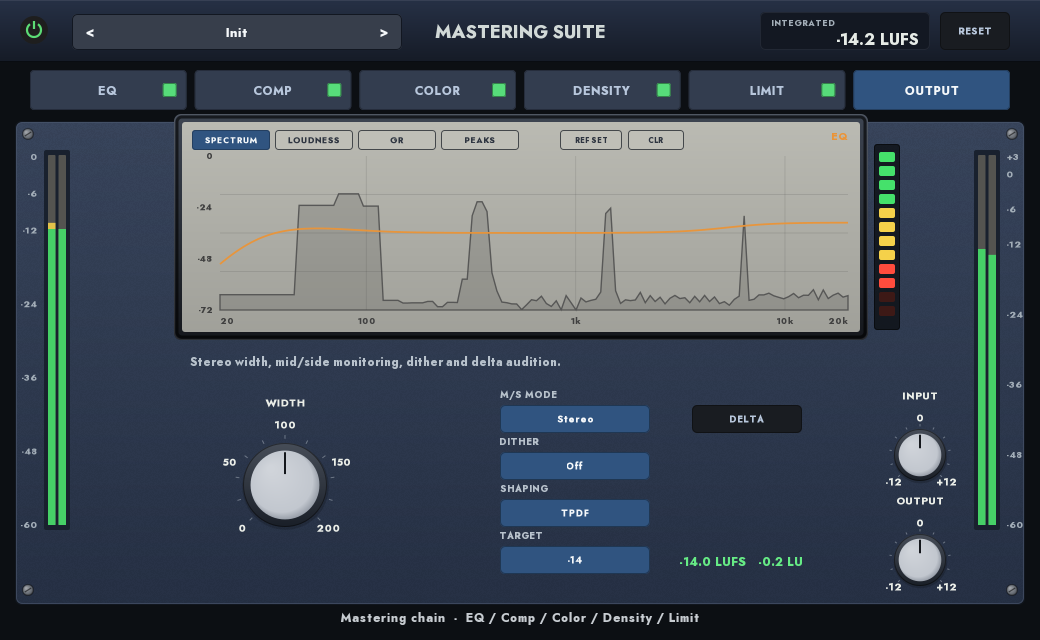 < Init >
MASTERING SUITE
INTEGRATED
-14.2 LUFS
RESET
EQ
COMP
COLOR
DENSITY
LIMIT
OUTPUT
SPECTRUM
LOUDNESS
GR
PEAKS
REF SET
CLR
EQ
0
-24
-48
-72
20
100
1k
10k
20k
0
-6
-12
-24
-36
-48
-60
+3
0
-6
-12
-24
-36
-48
-60
Stereo width, mid/side monitoring, dither and delta audition.
WIDTH
100
50
150
0
200
M/S MODE
Stereo
DITHER
Off
SHAPING
TPDF
TARGET
-14
DELTA
-14.0 LUFS -0.2 LU
INPUT
0
-12
+12
OUTPUT
0
-12
+12
Mastering chain - EQ / Comp / Color / Density / Limit